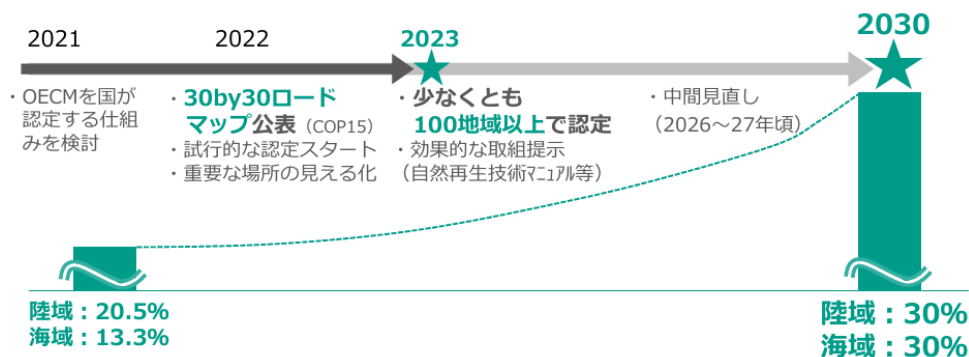 2021
2022
2023
2030
・OECMを国が
認定する仕組
みを検討
・30by30ロード
マップ公表（COP15）
・試行的な認定スタート
・重要な場所の見える化
・少なくとも
100地域以上で認定
・効果的な取組提示
（自然再生技術ﾏﾆｭｱﾙ等）
・中間見直し
（2026～27年頃）
陸域：20.5%
海域：13.3%
陸域：30%
海域：30%